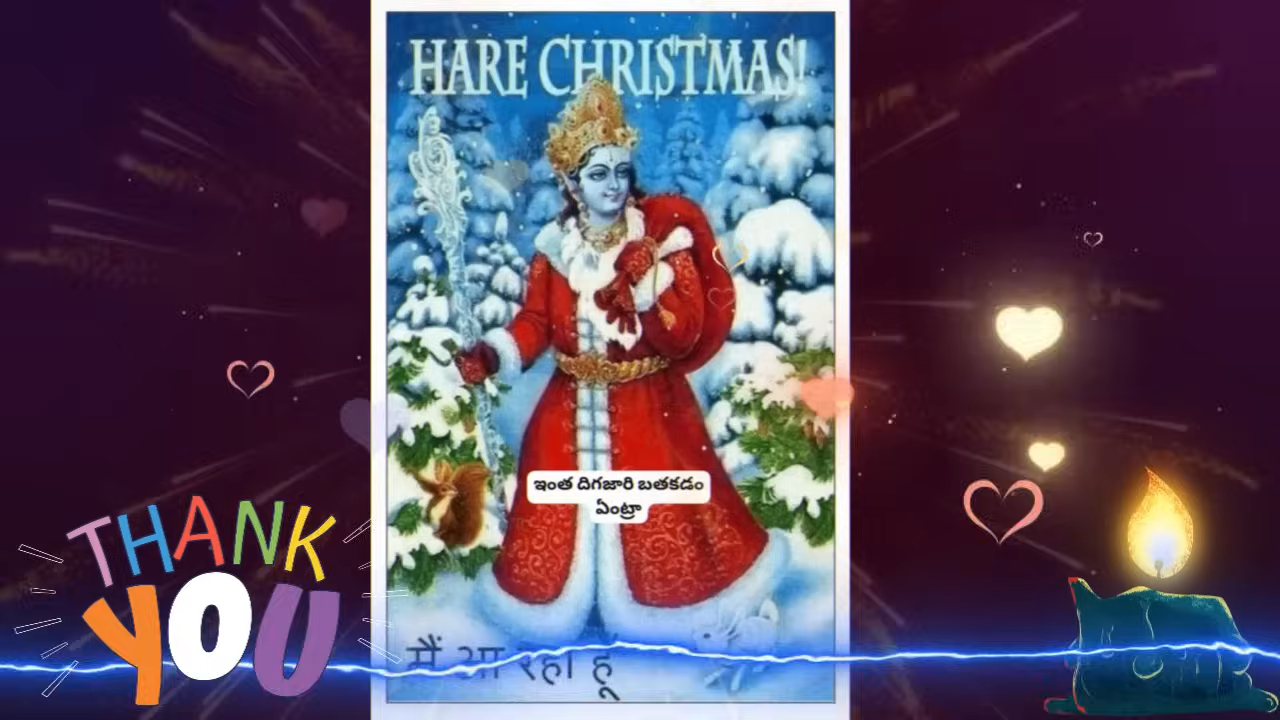 HARE CHRISTMAS!
ఇంత దిగజారి బతకడం
ఏంట్రా
THANK
YOU
मैं आ रहा हूँ